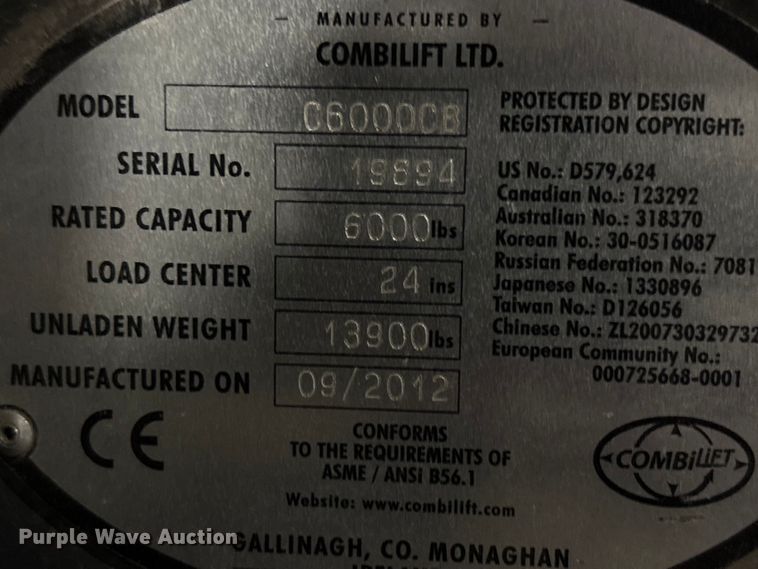 MANUFACTURED BY
COMBILIFT LTD.
MODEL C6000CB
SERIAL No. 19894
RATED CAPACITY 6000 lbs
LOAD CENTER 24 ins
UNLADEN WEIGHT 13900 lbs
MANUFACTURED ON 09/2012
PROTECTED BY DESIGN
REGISTRATION COPYRIGHT:
US No.: D579,624
Canadian No.: 123292
Australian No.: 318370
Korean No.: 30-0516087
Russian Federation No.: 7081
Japanese No.: 1330896
Taiwan No.: D126056
Chinese No.: ZL200730329732
European Community No.:
000725668-0001
CE
CONFORMS
TO THE REQUIREMENTS OF
ASME / ANSi B56.1
Website: www.combilift.com
COMBiLIFT
Purple Wave Auction
GALLINAGH, CO. MONAGHAN